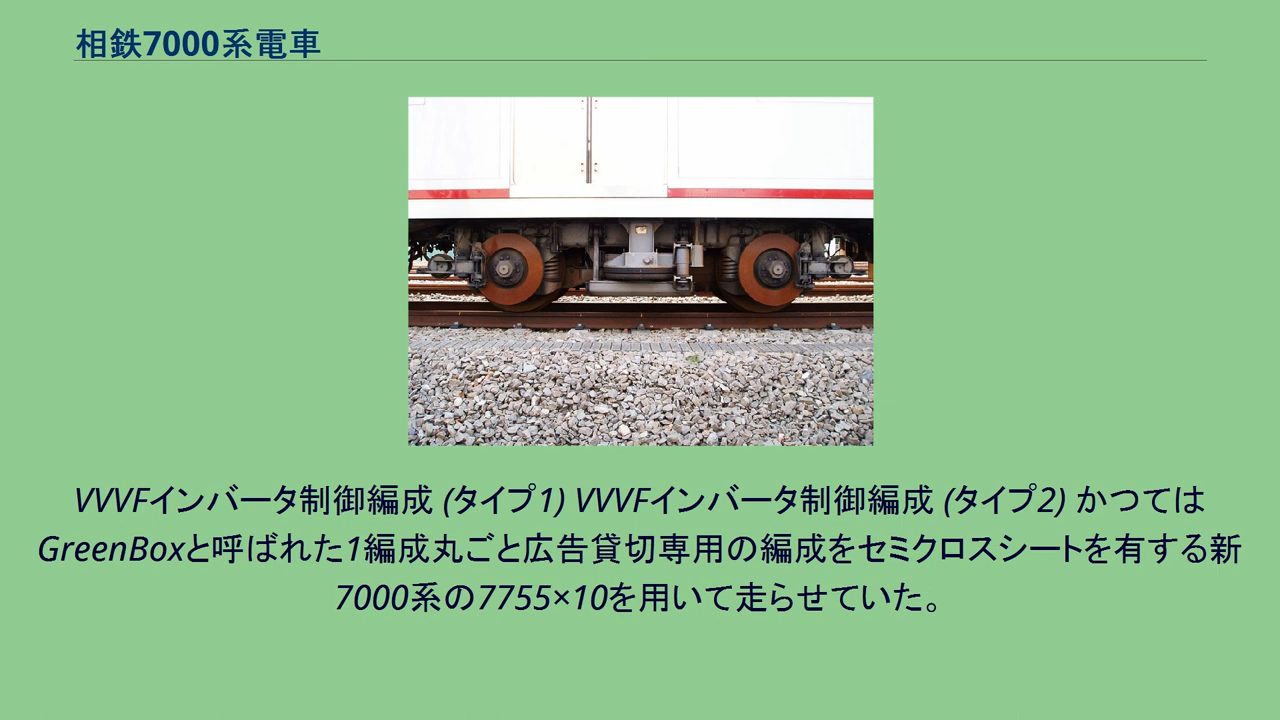 相鉄7000系電車
VVVFインバータ制御編成 (タイプ1) VVVFインバータ制御編成 (タイプ2) かつては
GreenBoxと呼ばれた1編成丸ごと広告貸切専用の編成をセミクロスシートを有する新
7000系の7755×10を用いて走らせていた。